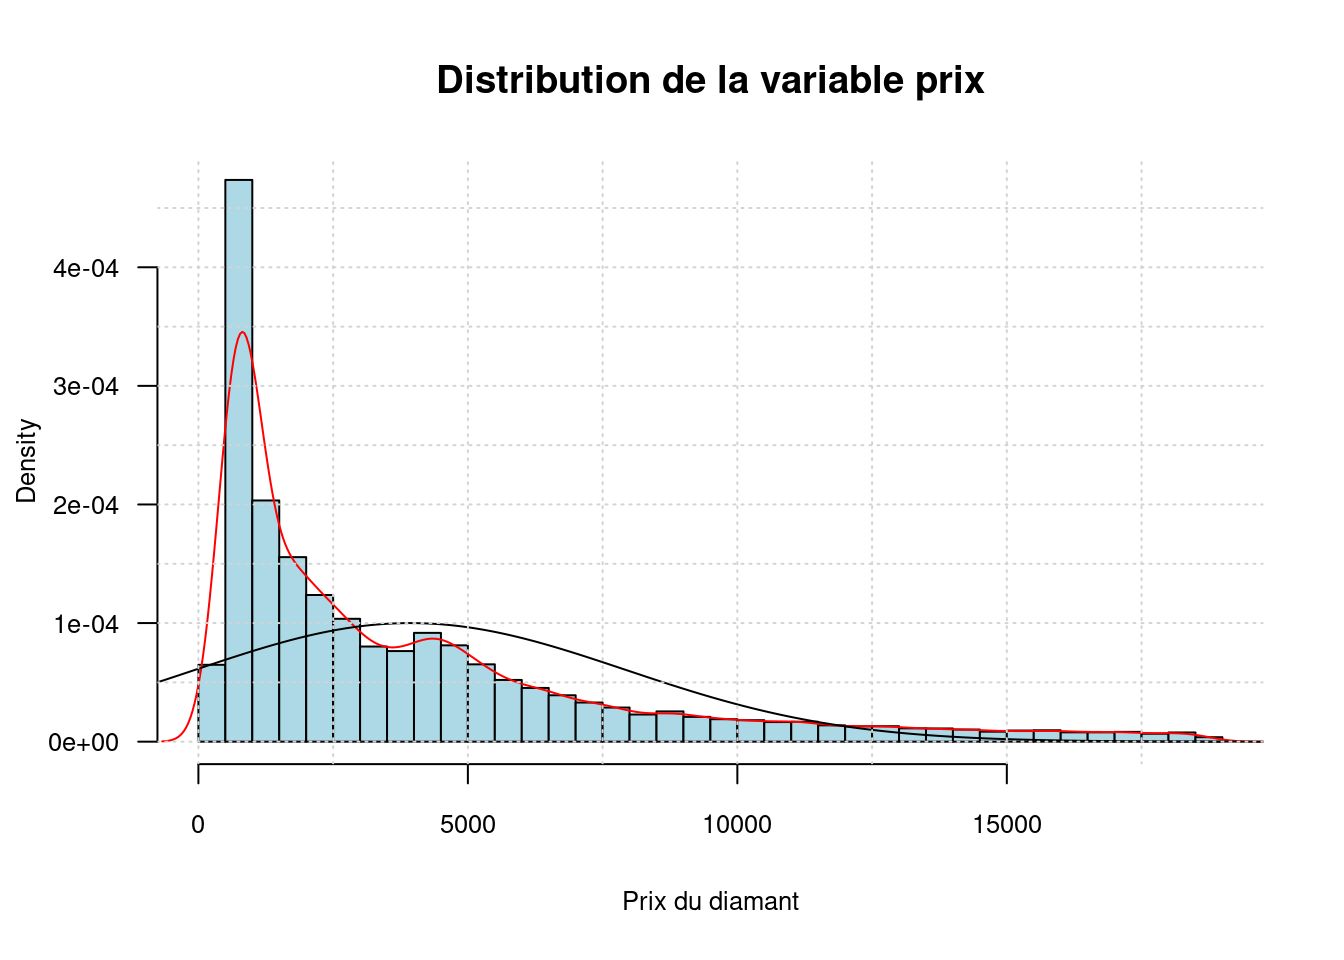 Distribution de la variable prix
Density
4e-04
3e-04
2e-04
1e-04
0e+00
0
5000
10000
15000
Prix du diamant